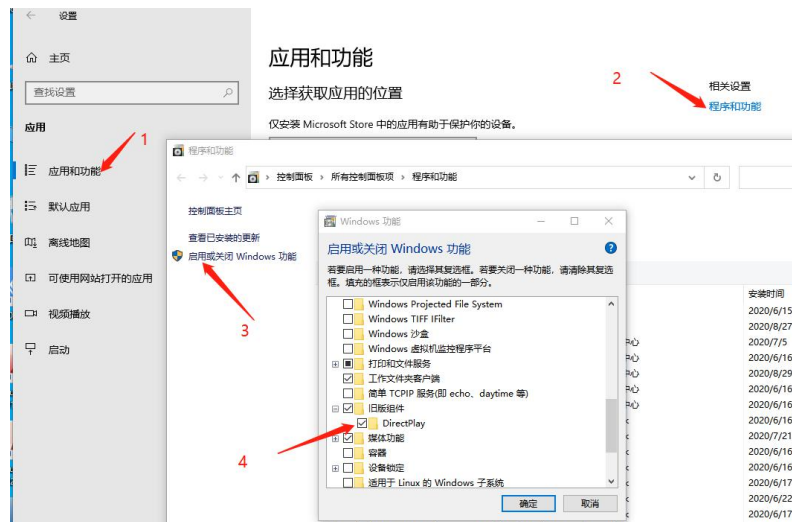 设置
主页
查找设置
应用
1
应用和功能
默认应用
离线地图
可使用网站打开的应用
视频播放
启动
应用和功能
选择获取应用的位置
仅安装 Microsoft Store 中的应用有助于保护你的设备。
2
相关设置
程序和功能
程序和功能
控制面板 › 所有控制面板项 › 程序和功能
控制面板主页
查看已安装的更新
启用或关闭 Windows 功能
3
Windows 功能
启用或关闭 Windows 功能
若要启用一种功能，请选择其复选框。若要关闭一种功能，请清除其复选
框。填充的框表示仅启用该功能的一部分。
Windows Projected File System
Windows TIFF IFilter
Windows 沙盒
Windows 虚拟机监控程序平台
打印和文件服务
工作文件夹客户端
简单 TCPIP 服务(即 echo、daytime 等)
旧版组件
DirectPlay
媒体功能
容器
设备锁定
适用于 Linux 的 Windows 子系统
4
确定
取消
安装时间
2020/6/15
2020/8/27
中心 2020/7/5
中心 2020/6/16
中心 2020/8/29
中心 2020/6/16
中心 2020/6/16
2020/6/16
2020/7/21
2020/6/16
2020/6/16
2020/6/17
2020/6/22
2020/6/17